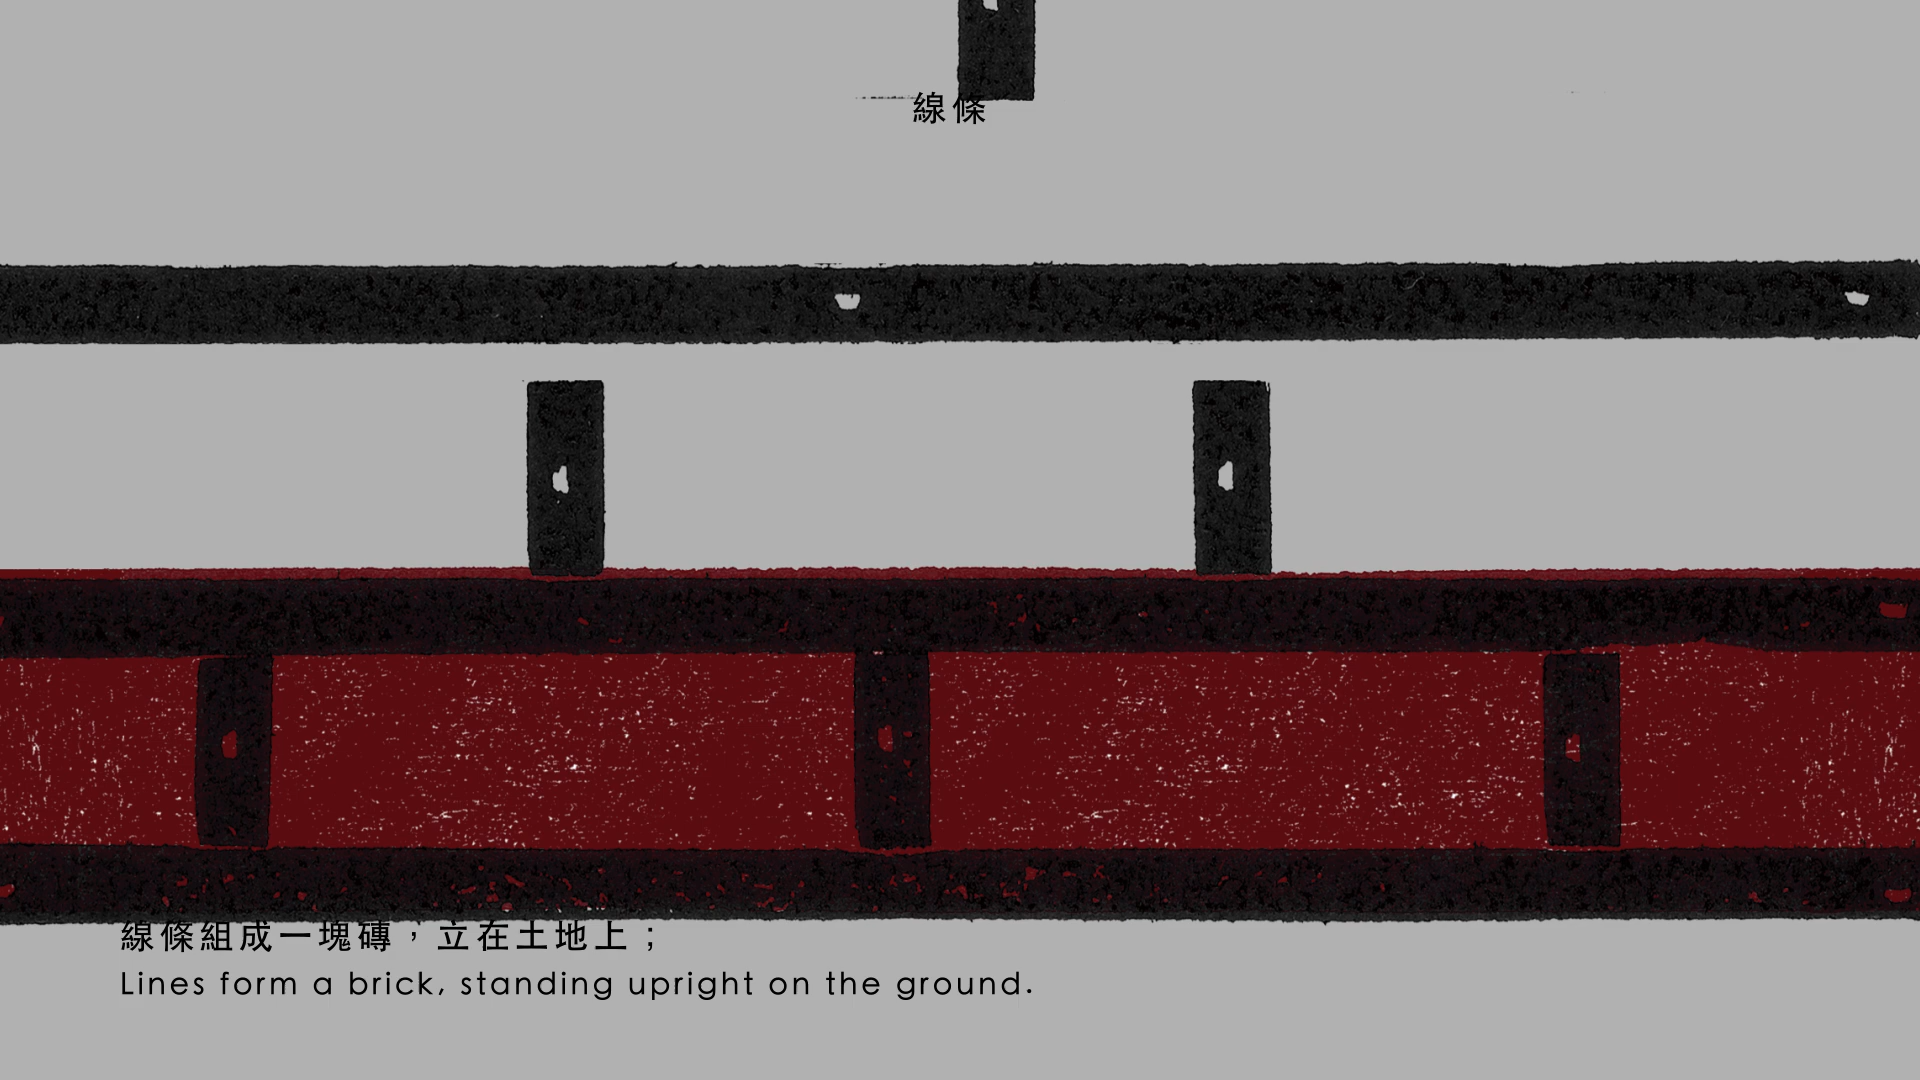 線條
線條組成一塊磚，立在土地上；
Lines form a brick, standing upright on the ground.